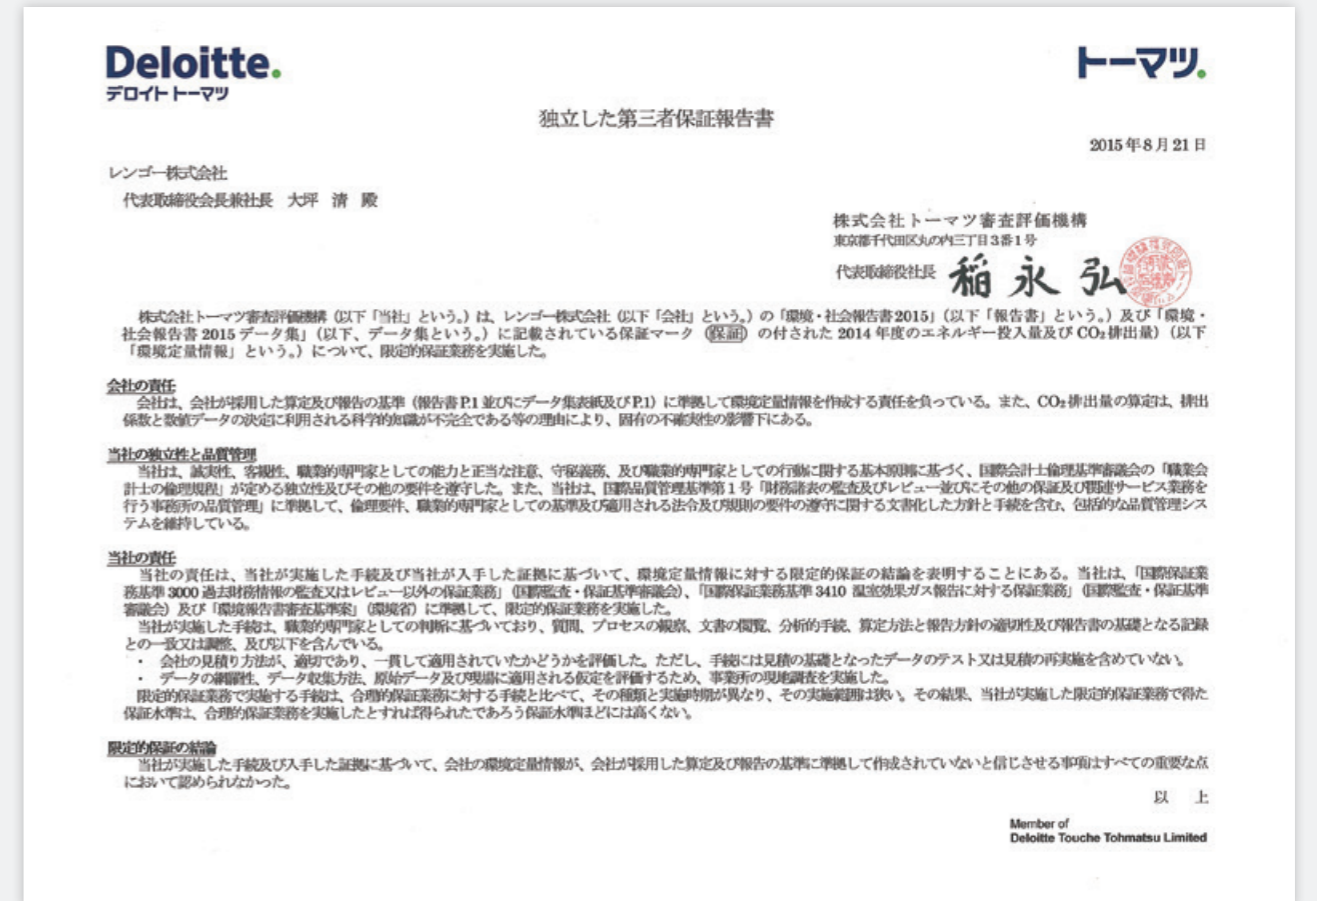 Deloitte.
デロイト トーマツ
トーマツ.
独立した第三者保証報告書
2015年8月21日
レンゴー株式会社
代表取締役会長兼社長 大坪 清 殿
株式会社トーマツ審査評価機構
東京都千代田区丸の内三丁目3番1号
代表取締役社長 稲永 弘
株式会社トーマツ審査評価機構（以下「当社」という。）は、レンゴー株式会社（以下「会社」という。）の「環境・社会報告書2015」（以下「報告書」という。）及び「環境・
社会報告書2015データ集」（以下、データ集という。）に記載されている保証マーク（保証）の付された2014年度のエネルギー投入量及びCO₂排出量）（以下
「環境定量情報」という。）について、限定的保証業務を実施した。
会社の責任
会社は、会社が採用した算定及び報告の基準（報告書P.1並びにデータ集表紙及びP.1）に準拠して環境定量情報を作成する責任を負っている。また、CO₂排出量の算定は、排出
係数と数値データの決定に利用される科学的知識が不完全である等の理由により、固有の不確実性の影響下にある。
当社の独立性と品質管理
当社は、誠実性、客観性、職業的専門家としての能力と正当な注意、守秘義務、及び職業的専門家としての行動に関する基本原則に基づく、国際会計士倫理基準審議会の「職業会
計士の倫理規程」が定める独立性及びその他の要件を遵守した。また、当社は、国際品質管理基準第1号「財務諸表の監査及びレビュー並びにその他の保証及び関連サービス業務を
行う事務所の品質管理」に準拠して、倫理要件、職業的専門家としての基準及び適用される法令及び規則の要件の遵守に関する文書化した方針と手続を含む、包括的な品質管理シス
テムを維持している。
当社の責任
当社の責任は、当社が実施した手続及び当社が入手した証拠に基づいて、環境定量情報に対する限定的保証の結論を表明することにある。当社は、「国際保証業
務基準3000 過去財務情報の監査又はレビュー以外の保証業務」（国際監査・保証基準審議会）、「国際保証業務基準3410 温室効果ガス報告に対する保証業務」（国際監査・保証基準
審議会）及び「環境報告書審査基準案」（環境省）に準拠して、限定的保証業務を実施した。
当社が実施した手続は、職業的専門家としての判断に基づいており、質問、プロセスの観察、文書の閲覧、分析的手続、算定方法と報告方針の適切性及び報告書の基礎となる記録
との一致又は調整、及び以下を含んでいる。
・ 会社の見積り方法が、適切であり、一貫して適用されていたかどうかを評価した。ただし、手続には見積の基礎となったデータのテスト又は見積の再実施を含めていない。
・ データの網羅性、データ収集方法、原始データ及び現場に適用される仮定を評価するため、事業所の現地調査を実施した。
限定的保証業務で実施する手続は、合理的保証業務に対する手続と比べて、その種類と実施時期が異なり、その実施範囲は狭い。その結果、当社が実施した限定的保証業務で得た
保証水準は、合理的保証業務を実施したとすれば得られたであろう保証水準ほどには高くない。
限定的保証の結論
当社が実施した手続及び入手した証拠に基づいて、会社の環境定量情報が、会社が採用した算定及び報告の基準に準拠して作成されていないと信じさせる事項はすべての重要な点
において認められなかった。
以 上
Member of
Deloitte Touche Tohmatsu Limited